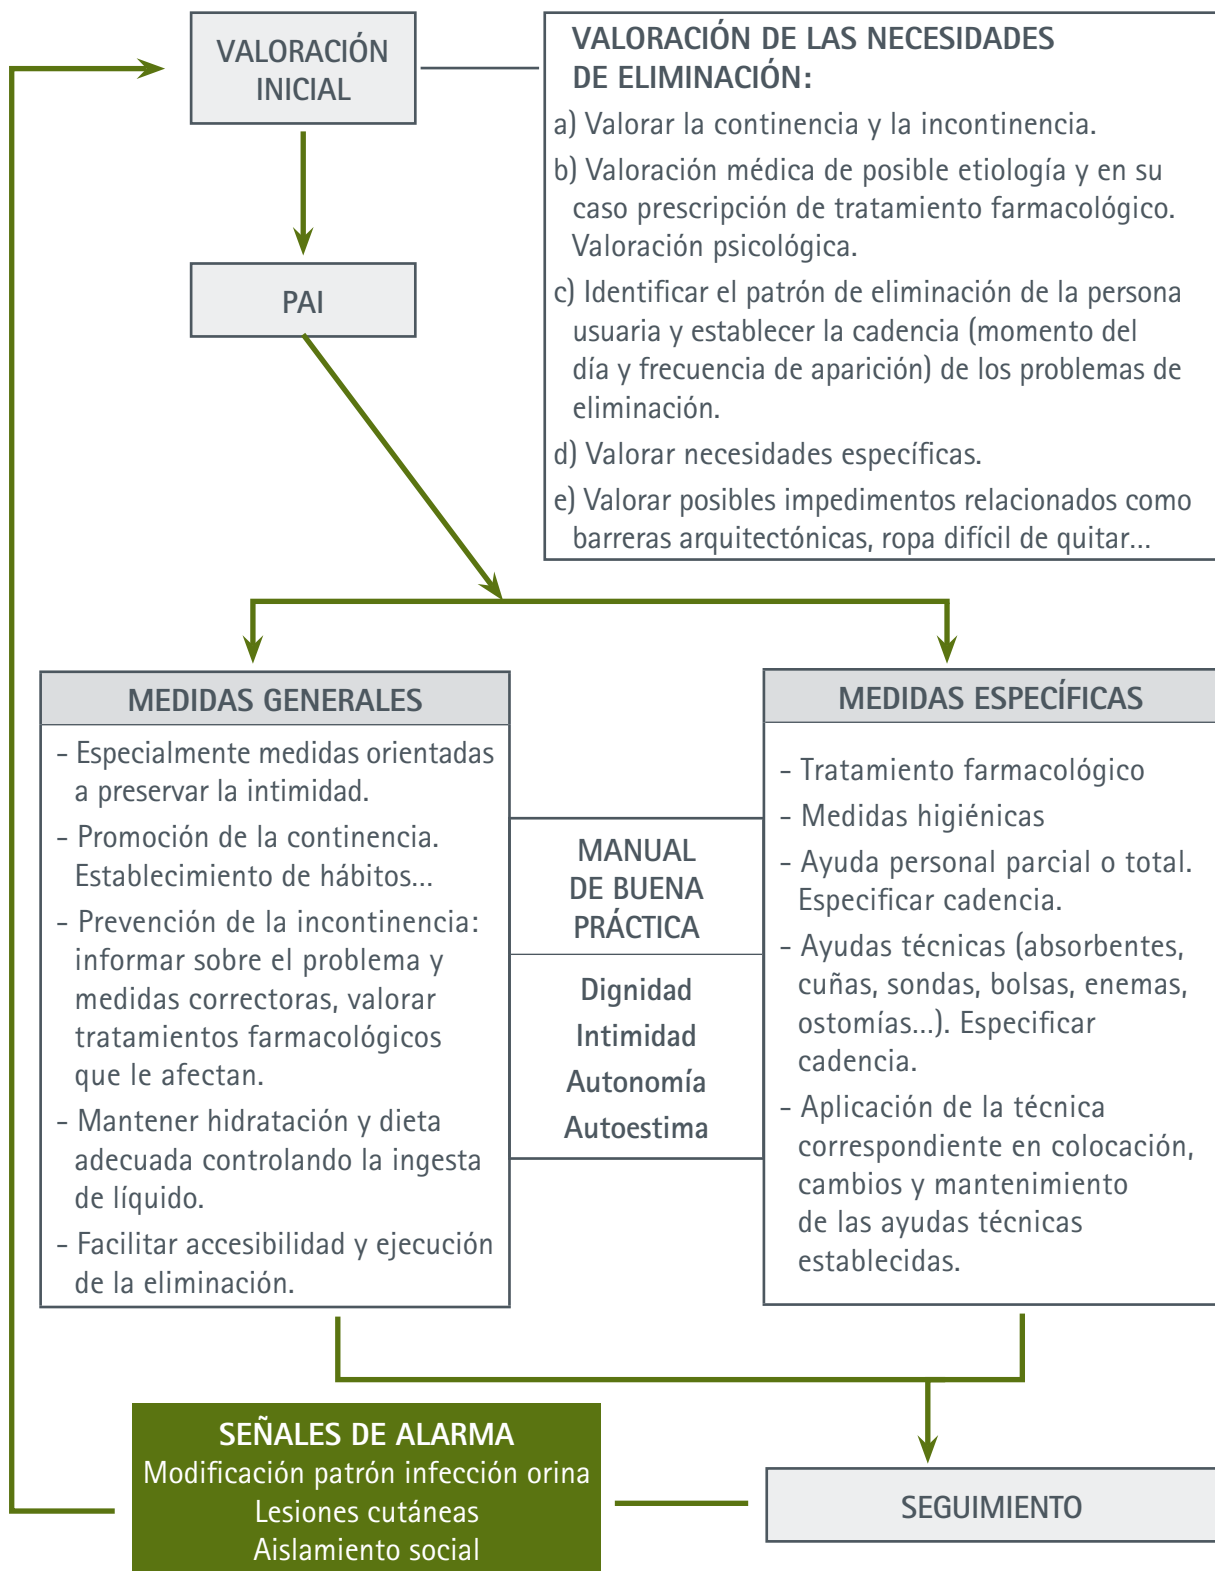 VALORACIÓN
INICIAL
VALORACIÓN DE LAS NECESIDADES
DE ELIMINACIÓN:
a) Valorar la continencia y la incontinencia.
b) Valoración médica de posible etiología y en su
caso prescripción de tratamiento farmacológico.
Valoración psicológica.
c) Identificar el patrón de eliminación de la persona
usuaria y establecer la cadencia (momento del
día y frecuencia de aparición) de los problemas de
eliminación.
d) Valorar necesidades específicas.
e) Valorar posibles impedimentos relacionados como
barreras arquitectónicas, ropa difícil de quitar...
PAI
MEDIDAS GENERALES
- Especialmente medidas orientadas
a preservar la intimidad.
- Promoción de la continencia.
Establecimiento de hábitos...
- Prevención de la incontinencia:
informar sobre el problema y
medidas correctoras, valorar
tratamientos farmacológicos
que le afectan.
- Mantener hidratación y dieta
adecuada controlando la ingesta
de líquido.
- Facilitar accesibilidad y ejecución
de la eliminación.
MANUAL
DE BUENA
PRÁCTICA
Dignidad
Intimidad
Autonomía
Autoestima
MEDIDAS ESPECÍFICAS
- Tratamiento farmacológico
- Medidas higiénicas
- Ayuda personal parcial o total.
Especificar cadencia.
- Ayudas técnicas (absorbentes,
cuñas, sondas, bolsas, enemas,
ostomías...). Especificar
cadencia.
- Aplicación de la técnica
correspondiente en colocación,
cambios y mantenimiento
de las ayudas técnicas
establecidas.
SEÑALES DE ALARMA
Modificación patrón infección orina
Lesiones cutáneas
Aislamiento social
SEGUIMIENTO